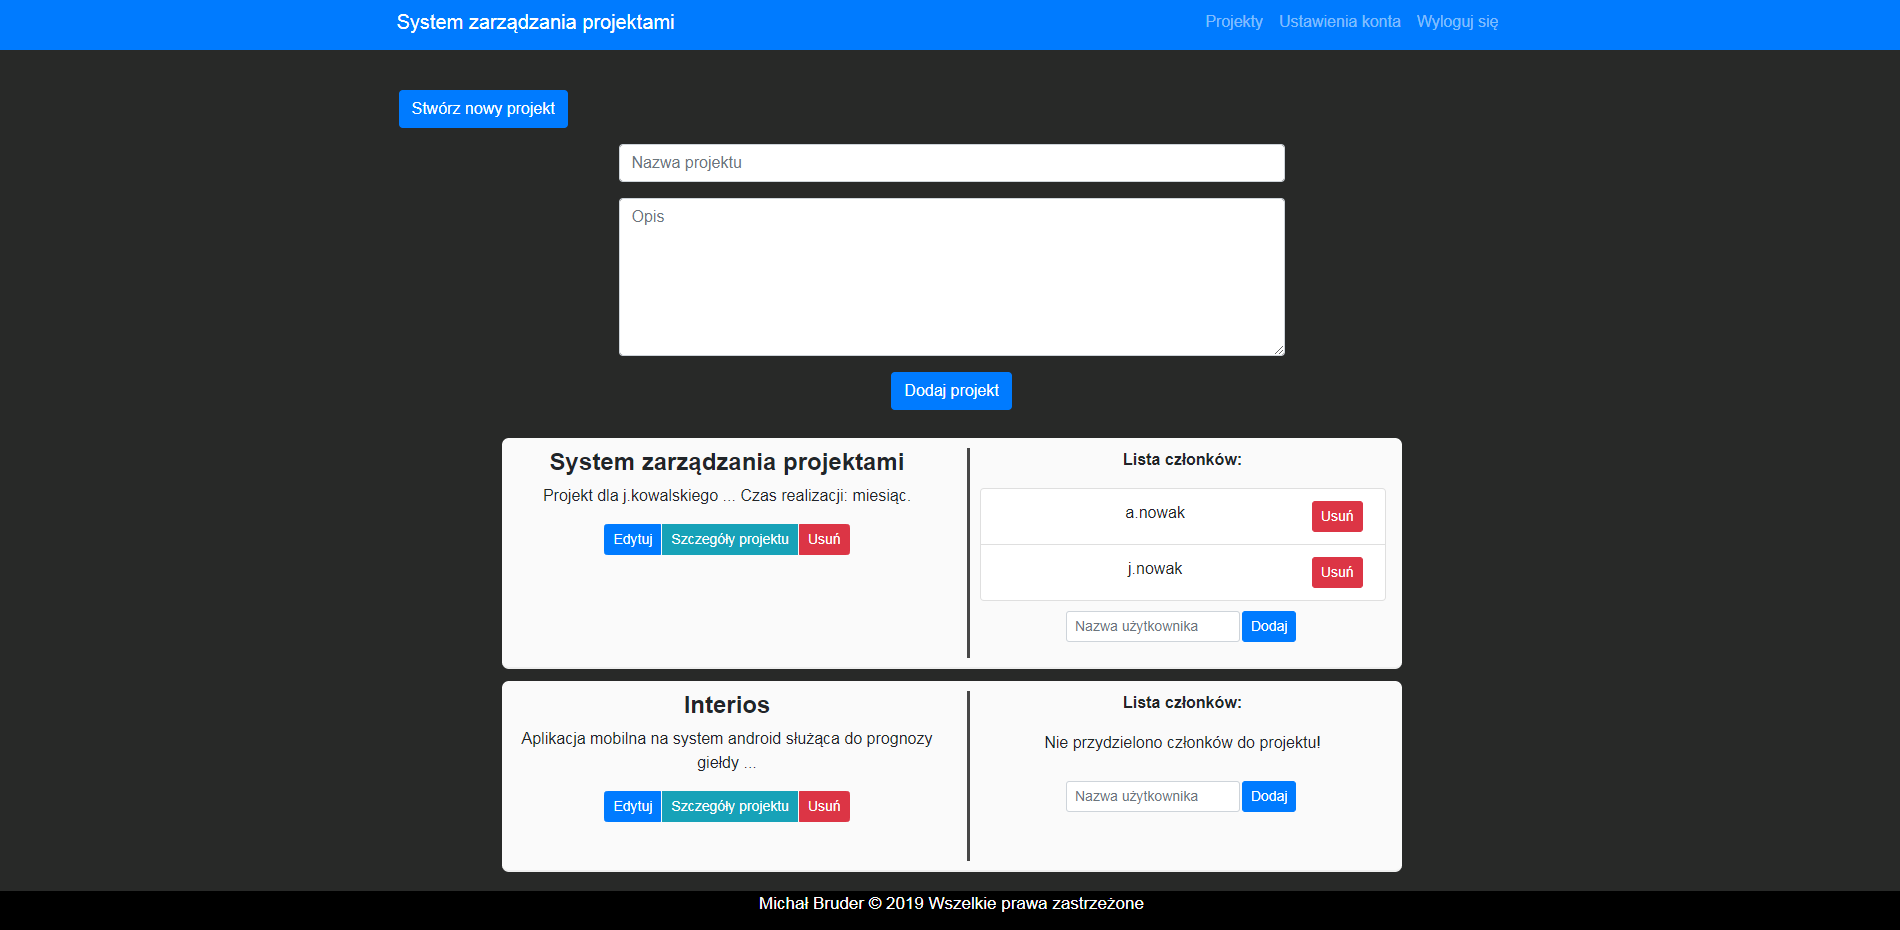 System zarządzania projektami
Projekty Ustawienia konta Wyloguj się
Stwórz nowy projekt
Nazwa projektu
Opis
Dodaj projekt
System zarządzania projektami
Projekt dla j.kowalskiego ... Czas realizacji: miesiąc.
Edytuj Szczegóły projektu Usuń
Lista członków:
a.nowak Usuń
j.nowak Usuń
Nazwa użytkownika Dodaj
Interios
Aplikacja mobilna na system android służąca do prognozy
giełdy ...
Edytuj Szczegóły projektu Usuń
Lista członków:
Nie przydzielono członków do projektu!
Nazwa użytkownika Dodaj
Michał Bruder © 2019 Wszelkie prawa zastrzeżone